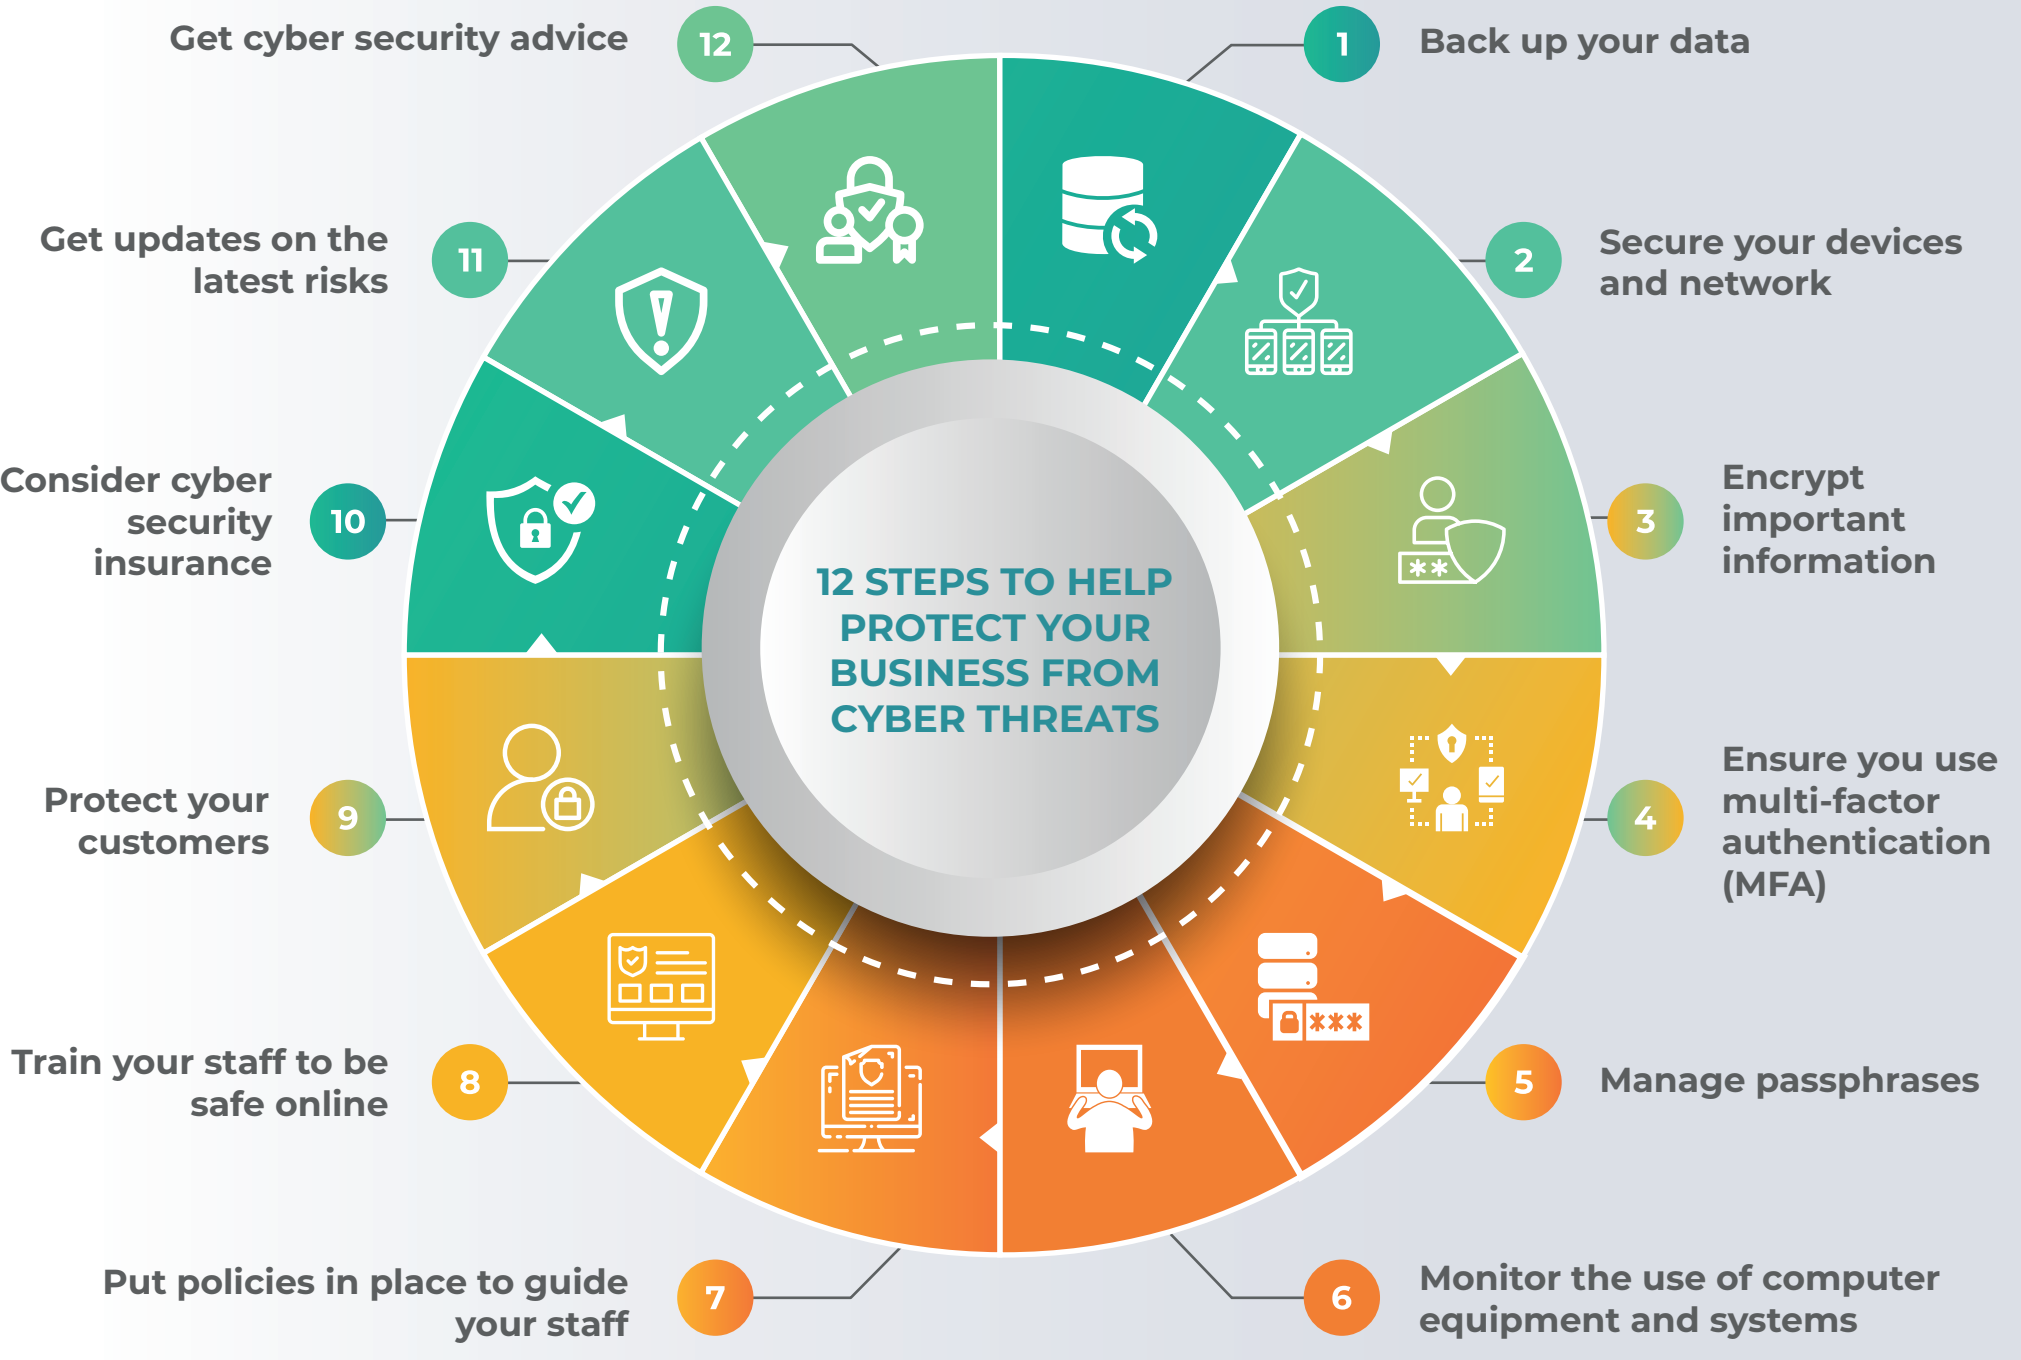 12 STEPS TO HELP
PROTECT YOUR
BUSINESS FROM
CYBER THREATS
1
Back up your data
2
Secure your devices
and network
3
Encrypt
important
information
4
Ensure you use
multi-factor
authentication
(MFA)
5
Manage passphrases
6
Monitor the use of computer
equipment and systems
7
Put policies in place to guide
your staff
8
Train your staff to be
safe online
9
Protect your
customers
10
Consider cyber
security
insurance
11
Get updates on the
latest risks
12
Get cyber security advice